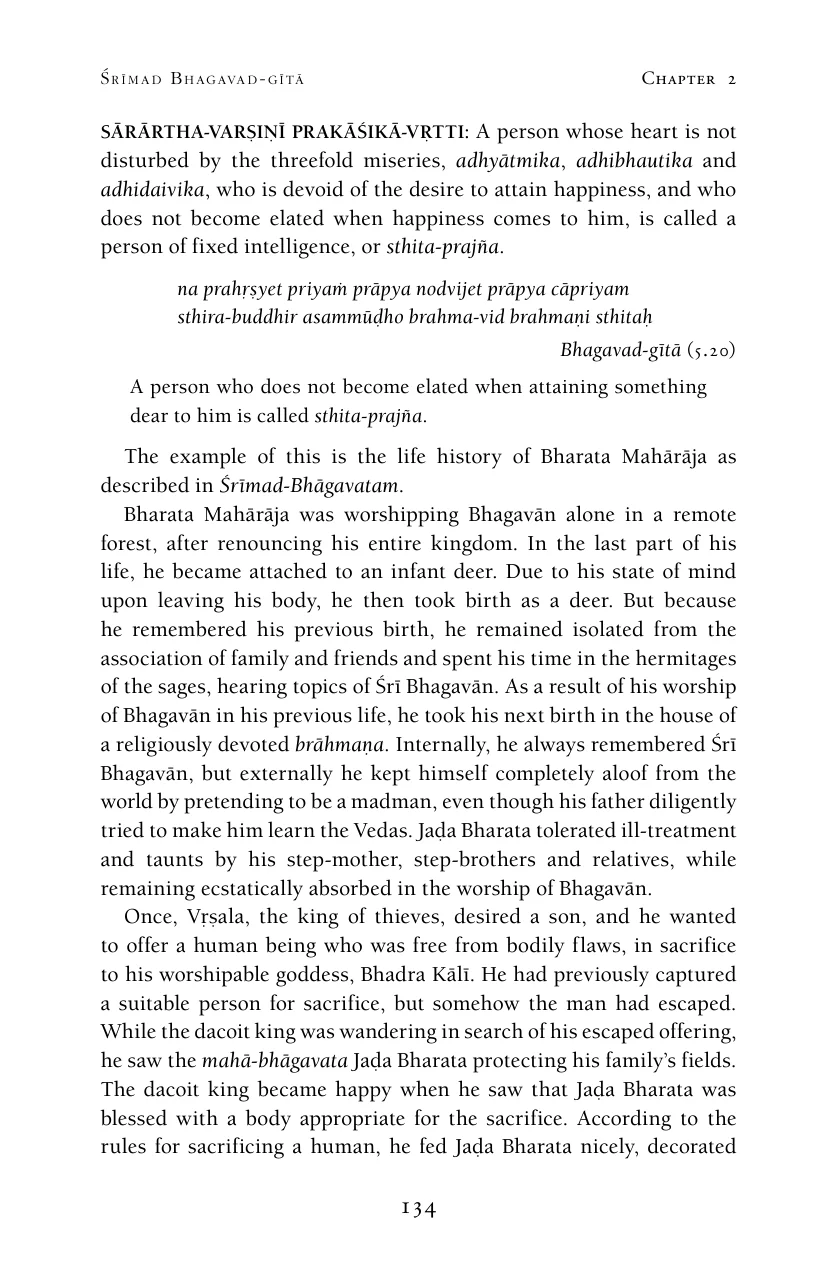 Śrīmad Bhagavad-gītā Chapter 2
SĀRĀRTHA-VARṢIṆĪ PRAKĀŚIKĀ-VṚTTI: A person whose heart is not
disturbed by the threefold miseries, adhyātmika, adhibhautika and
adhidaivika, who is devoid of the desire to attain happiness, and who
does not become elated when happiness comes to him, is called a
person of fixed intelligence, or sthita-prajña.
na prahṛṣyet priyaṁ prāpya nodvijet prāpya cāpriyam
sthira-buddhir asammūḍho brahma-vid brahmaṇi sthitaḥ
Bhagavad-gītā (5.20)
A person who does not become elated when attaining something
dear to him is called sthita-prajña.
The example of this is the life history of Bharata Mahārāja as
described in Śrīmad-Bhāgavatam.
Bharata Mahārāja was worshipping Bhagavān alone in a remote
forest, after renouncing his entire kingdom. In the last part of his
life, he became attached to an infant deer. Due to his state of mind
upon leaving his body, he then took birth as a deer. But because
he remembered his previous birth, he remained isolated from the
association of family and friends and spent his time in the hermitages
of the sages, hearing topics of Śrī Bhagavān. As a result of his worship
of Bhagavān in his previous life, he took his next birth in the house of
a religiously devoted brāhmaṇa. Internally, he always remembered Śrī
Bhagavān, but externally he kept himself completely aloof from the
world by pretending to be a madman, even though his father diligently
tried to make him learn the Vedas. Jaḍa Bharata tolerated ill-treatment
and taunts by his step-mother, step-brothers and relatives, while
remaining ecstatically absorbed in the worship of Bhagavān.
Once, Vṛṣala, the king of thieves, desired a son, and he wanted
to offer a human being who was free from bodily flaws, in sacrifice
to his worshipable goddess, Bhadra Kālī. He had previously captured
a suitable person for sacrifice, but somehow the man had escaped.
While the dacoit king was wandering in search of his escaped offering,
he saw the mahā-bhāgavata Jaḍa Bharata protecting his family’s fields.
The dacoit king became happy when he saw that Jaḍa Bharata was
blessed with a body appropriate for the sacrifice. According to the
rules for sacrificing a human, he fed Jaḍa Bharata nicely, decorated
134